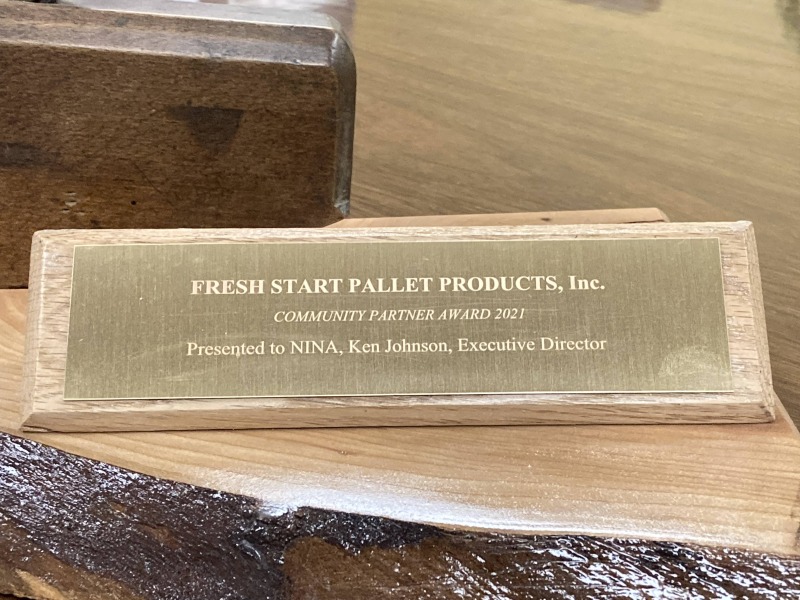 FRESH START PALLET PRODUCTS, Inc.
COMMUNITY PARTNER AWARD 2021
Presented to NINA, Ken Johnson, Executive Director